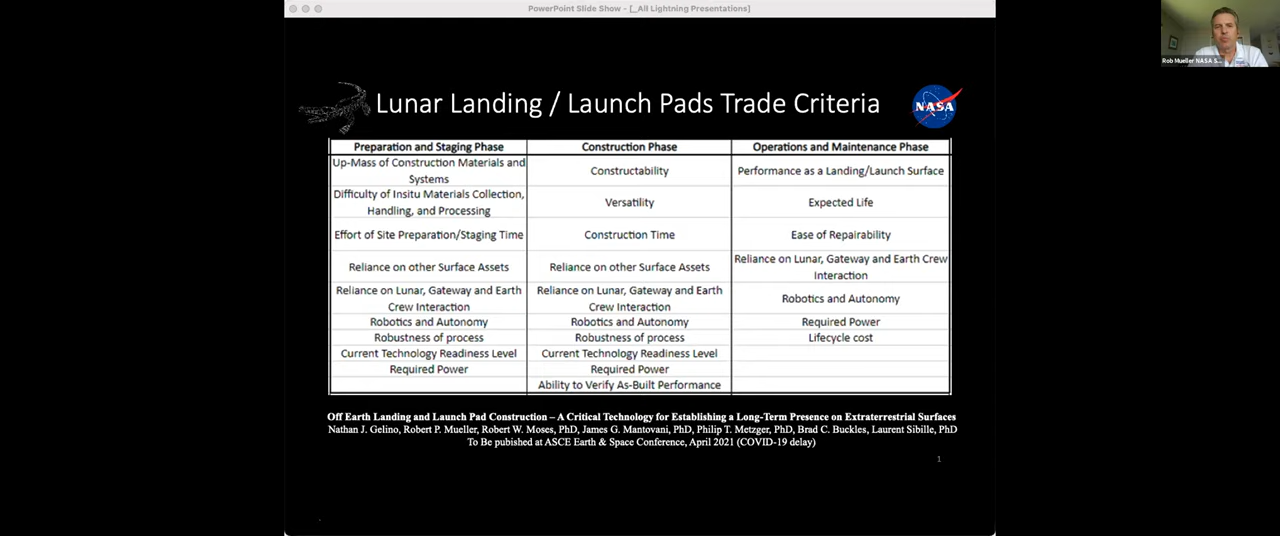 PowerPoint Slide Show - [_All Lightning Presentations]
Rob Mueller NASA S...
Lunar Landing / Launch Pads Trade Criteria
NASA
Preparation and Staging Phase
Construction Phase
Operations and Maintenance Phase
Up-Mass of Construction Materials and
Systems
Constructability
Performance as a Landing/Launch Surface
Difficulty of Insitu Materials Collection,
Handling, and Processing
Versatility
Expected Life
Effort of Site Preparation/Staging Time
Construction Time
Ease of Repairability
Reliance on other Surface Assets
Reliance on other Surface Assets
Reliance on Lunar, Gateway and Earth Crew
Interaction
Reliance on Lunar, Gateway and Earth
Crew Interaction
Reliance on Lunar, Gateway and Earth
Crew Interaction
Robotics and Autonomy
Robotics and Autonomy
Robotics and Autonomy
Required Power
Robustness of process
Robustness of process
Lifecycle cost
Current Technology Readiness Level
Current Technology Readiness Level
Required Power
Required Power
Ability to Verify As-Built Performance
Off Earth Landing and Launch Pad Construction – A Critical Technology for Establishing a Long-Term Presence on Extraterrestrial Surfaces
Nathan J. Gelino, Robert P. Mueller, Robert W. Moses, PhD, James G. Mantovani, PhD, Philip T. Metzger, PhD, Brad C. Buckles, Laurent Sibille, PhD
To Be pubished at ASCE Earth & Space Conference, April 2021 (COVID-19 delay)
1